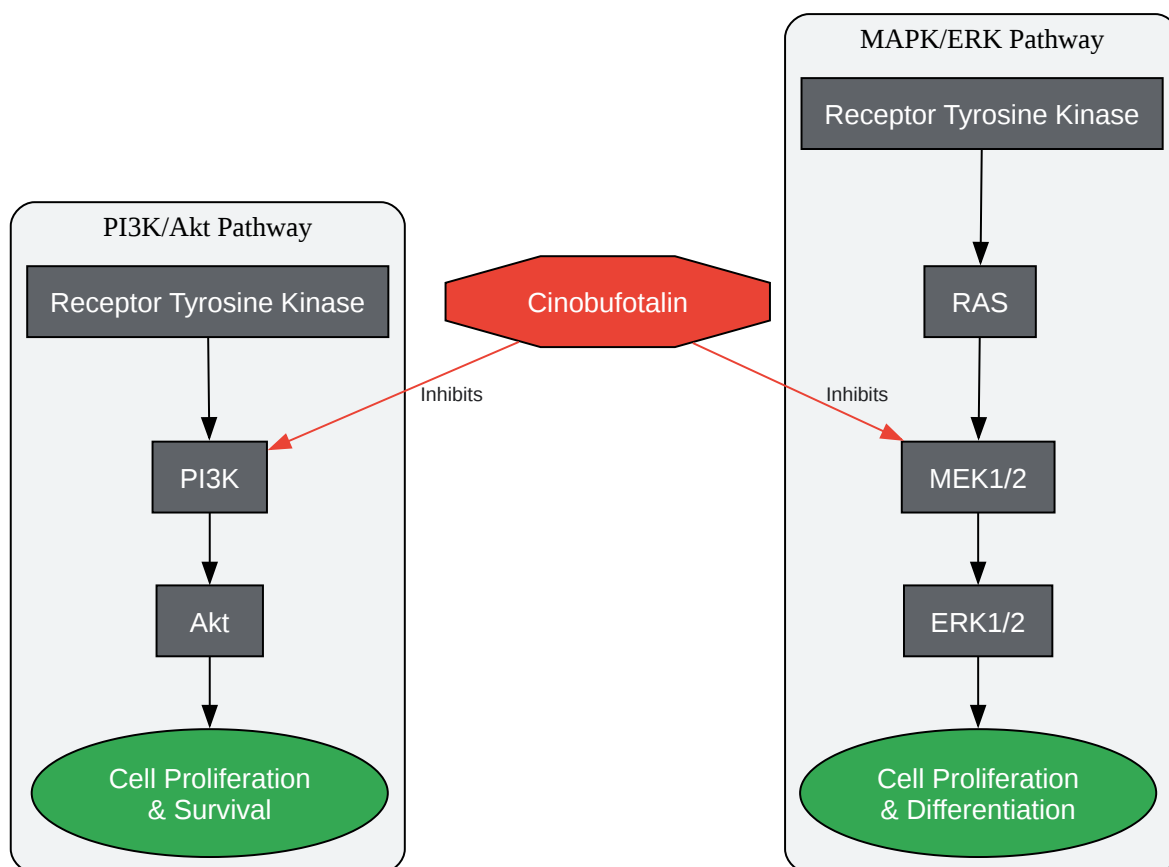 PI3K/Akt Pathway
Receptor Tyrosine Kinase
PI3K
Akt
Cell Proliferation
& Survival
Cinobufotalin
Inhibits
Inhibits
MAPK/ERK Pathway
Receptor Tyrosine Kinase
RAS
MEK1/2
ERK1/2
Cell Proliferation
& Differentiation